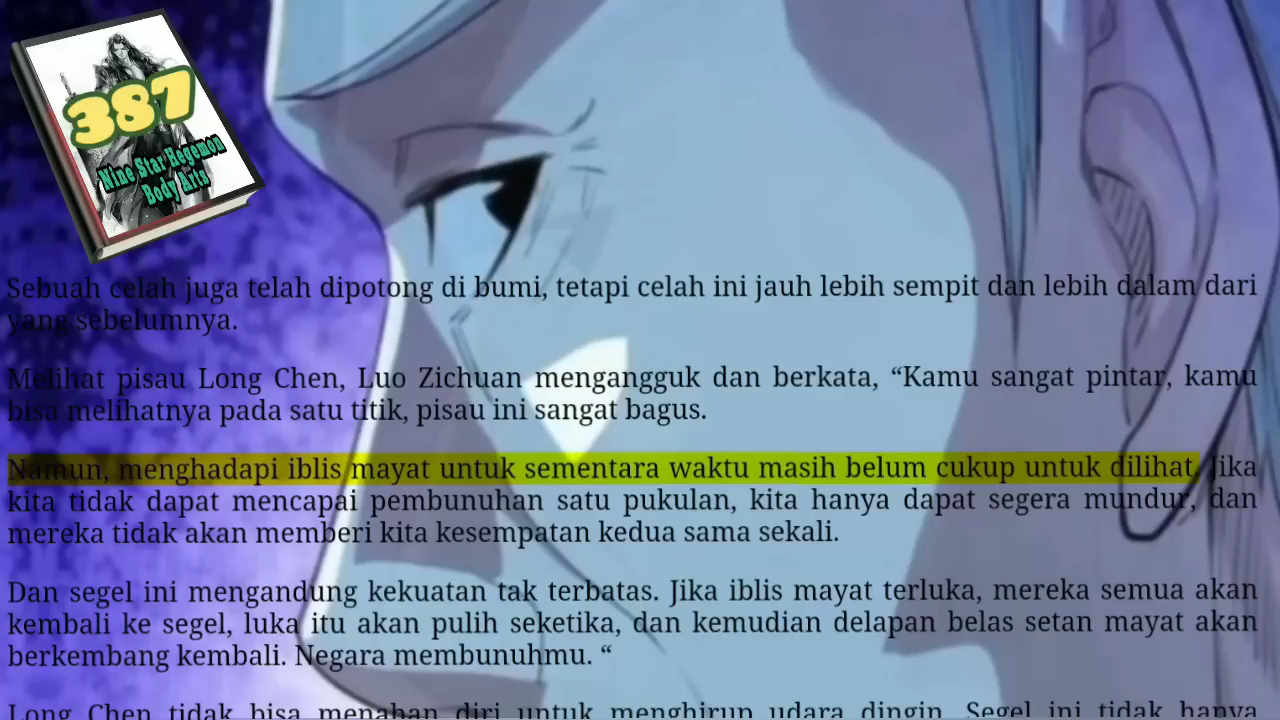 387
Nine Star Hegemon
Body Arts
Sebuah celah juga telah dipotong di bumi, tetapi celah ini jauh lebih sempit dan lebih dalam dari
yang sebelumnya.
Melihat pisau Long Chen, Luo Zichuan mengangguk dan berkata, “Kamu sangat pintar, kamu
bisa melihatnya pada satu titik, pisau ini sangat bagus.
Namun, menghadapi iblis mayat untuk sementara waktu masih belum cukup untuk dilihat. Jika
kita tidak dapat mencapai pembunuhan satu pukulan, kita hanya dapat segera mundur, dan
mereka tidak akan memberi kita kesempatan kedua sama sekali.
Dan segel ini mengandung kekuatan tak terbatas. Jika iblis mayat terluka, mereka semua akan
kembali ke segel, luka itu akan pulih seketika, dan kemudian delapan belas setan mayat akan
berkembang kembali. Negara membunuhmu. “
Long Chen tidak bisa menahan diri untuk menghirup udara dingin. Segel ini tidak hanya